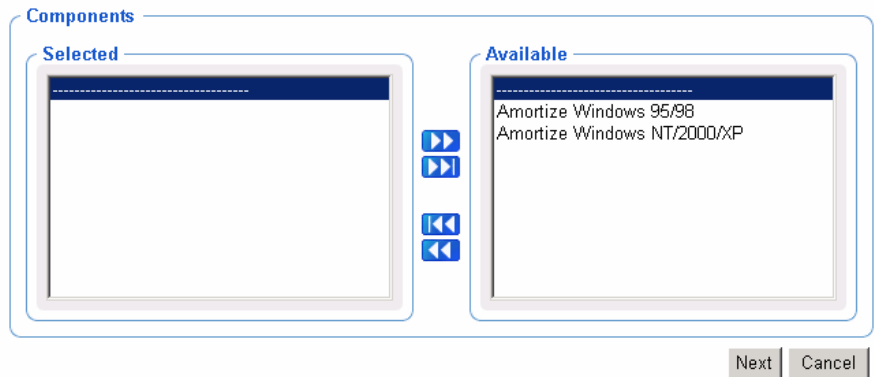 Components
Selected
Available
-----------------------------------
-----------------------------------
Amortize Windows 95/98
Amortize Windows NT/2000/XP
Next
Cancel